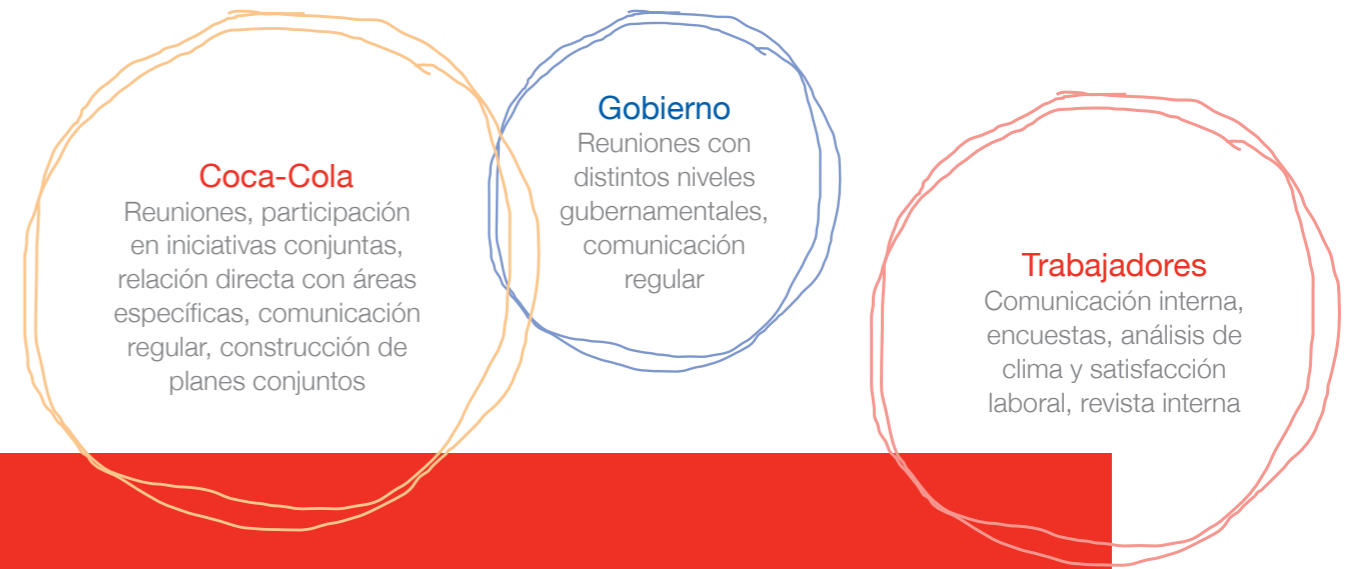 Coca-Cola
Reuniones, participación
en iniciativas conjuntas,
relación directa con áreas
específicas, comunicación
regular, construcción de
planes conjuntos
Gobierno
Reuniones con
distintos niveles
gubernamentales,
comunicación
regular
Trabajadores
Comunicación interna,
encuestas, análisis de
clima y satisfacción
laboral, revista interna